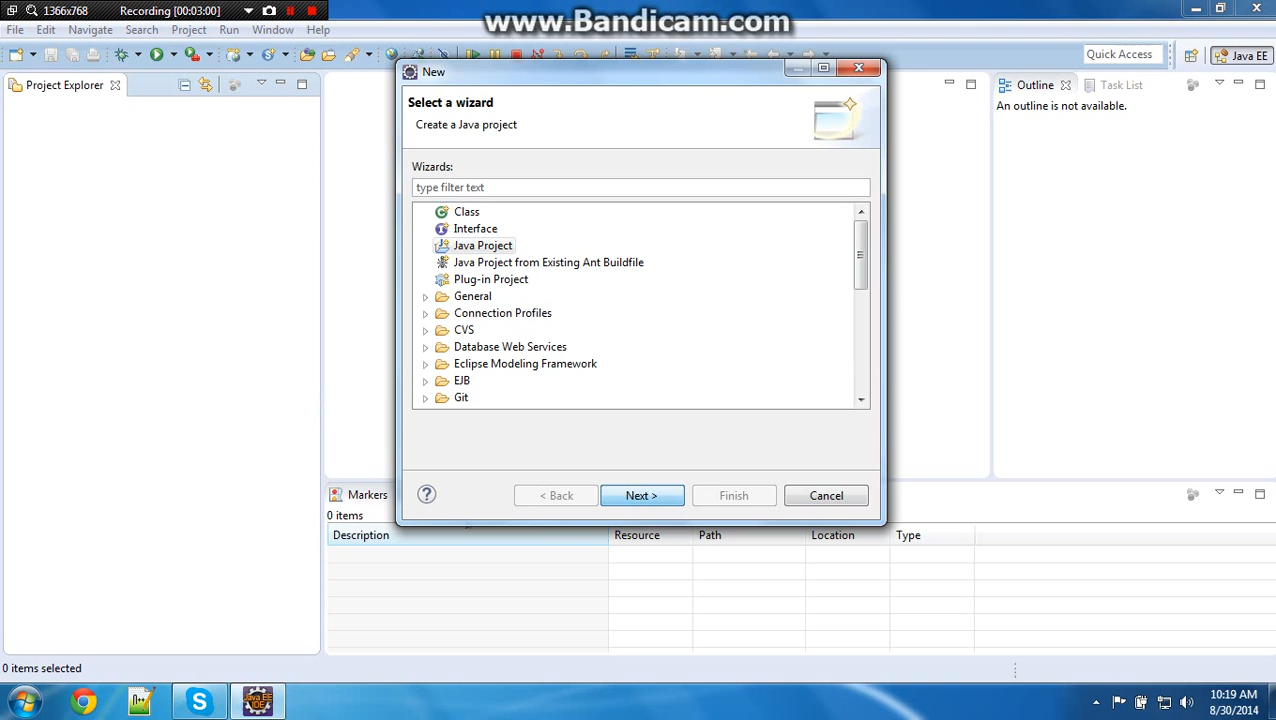 1366x768 Recording [00:03:00]
www.Bandicam.com
File Edit Navigate Search Project Run Window Help
Quick Access Java EE
Project Explorer
New
Outline Task List
Select a wizard
An outline is not available.
Create a Java project
Wizards:
type filter text
Class
Interface
Java Project
Java Project from Existing Ant Buildfile
Plug-in Project
General
Connection Profiles
CVS
Database Web Services
Eclipse Modeling Framework
EJB
Git
? < Back Next > Finish Cancel
Markers
0 items
Description Resource Path Location Type
0 items selected
Java EE IDE
10:19 AM
8/30/2014